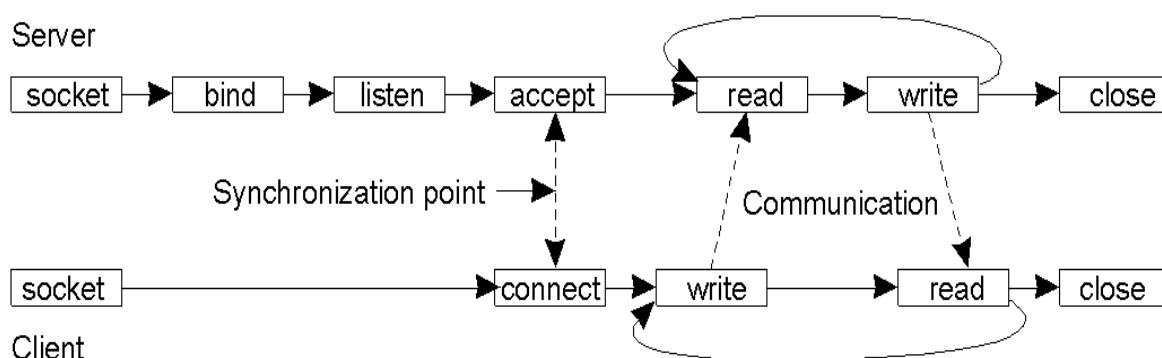 Server
socket bind listen accept read write close
Synchronization point
Communication
socket connect write read close
Client